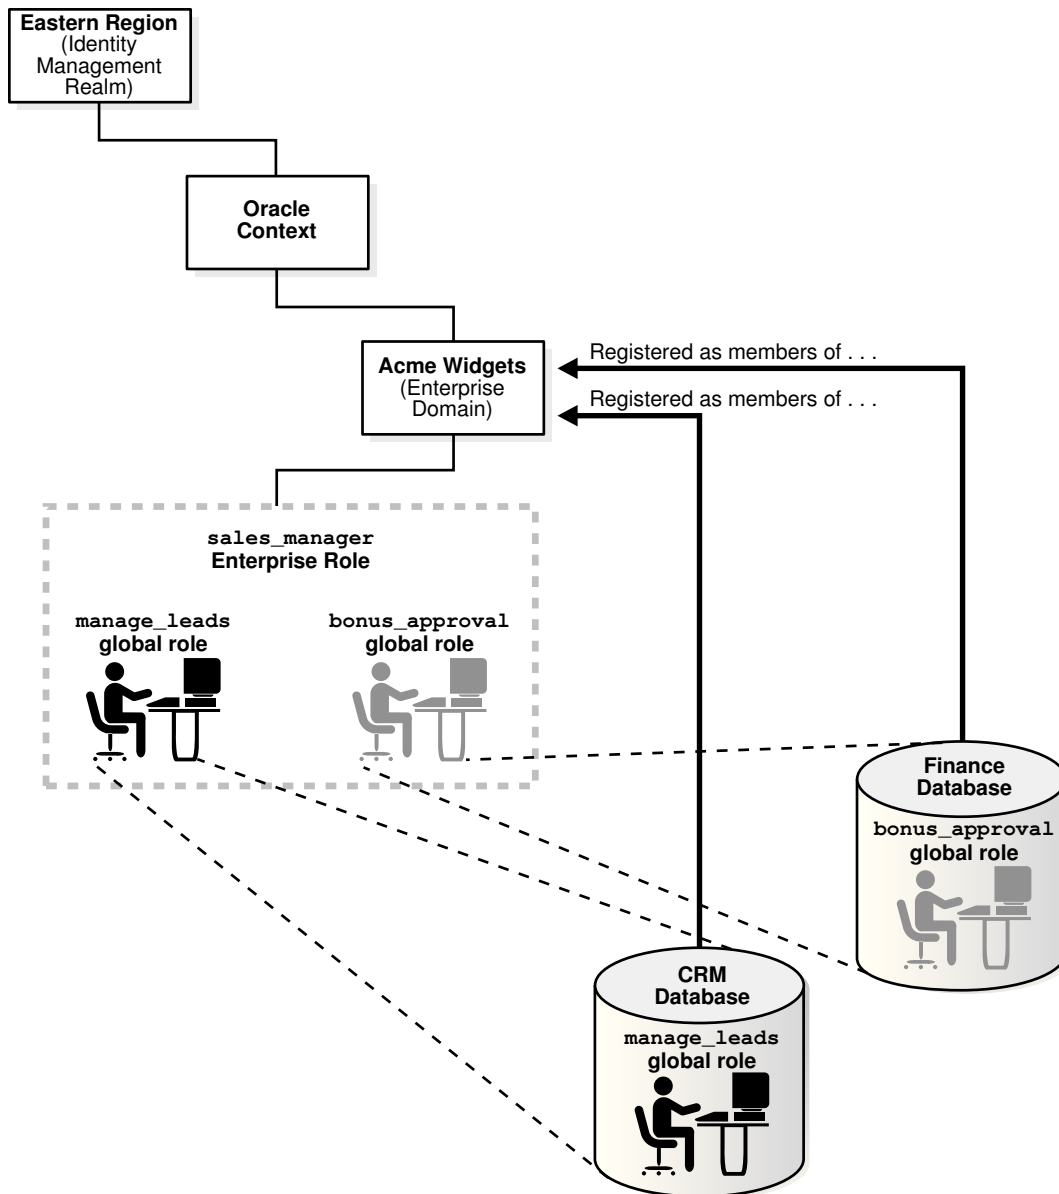 Eastern Region
(Identity
Management
Realm)
Oracle
Context
Acme Widgets
(Enterprise
Domain)
Registered as members of . . .
Registered as members of . . .
sales_manager
Enterprise Role
manage_leads
global role
bonus_approval
global role
Finance
Database
bonus_approval
global role
CRM
Database
manage_leads
global role